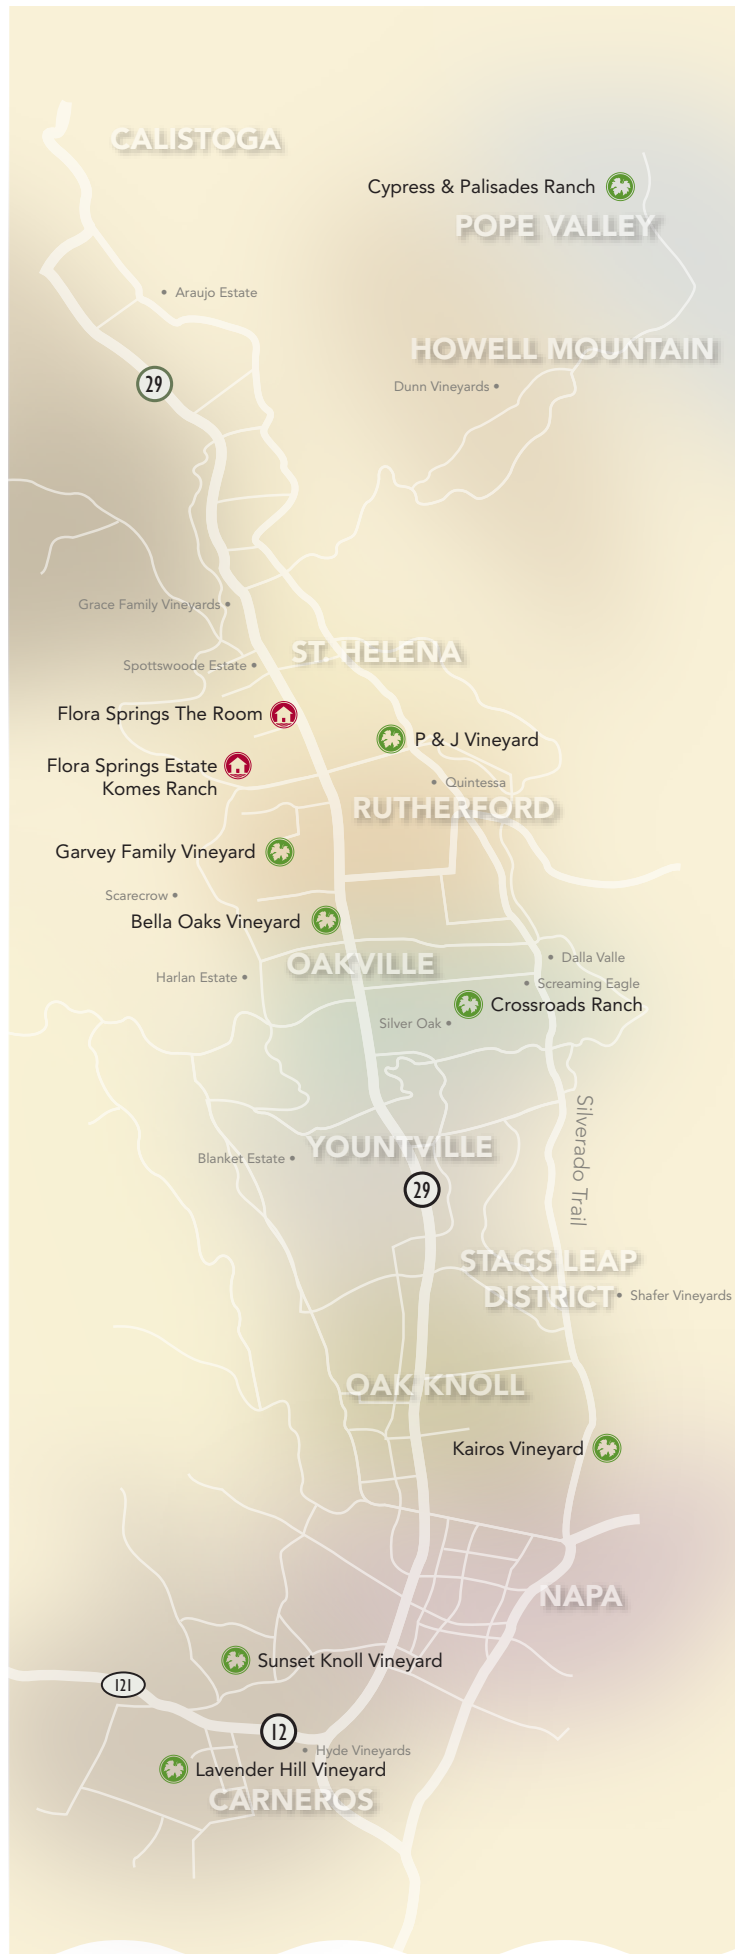 CALISTOGA
Cypress & Palisades Ranch
POPE VALLEY
• Araujo Estate
HOWELL MOUNTAIN
29
Dunn Vineyards •
Grace Family Vineyards •
ST. HELENA
Spottswoode Estate •
Flora Springs The Room
P & J Vineyard
Flora Springs Estate
Komes Ranch
• Quintessa
RUTHERFORD
Garvey Family Vineyard
Scarecrow •
Bella Oaks Vineyard
• Dalla Valle
OAKVILLE
Harlan Estate •
• Screaming Eagle
Crossroads Ranch
Silver Oak •
Silverado Trail
YOUNTVILLE
Blanket Estate •
29
STAGS LEAP
DISTRICT
• Shafer Vineyards
OAK KNOLL
Kairos Vineyard
NAPA
Sunset Knoll Vineyard
121
12
• Hyde Vineyards
Lavender Hill Vineyard
CARNEROS